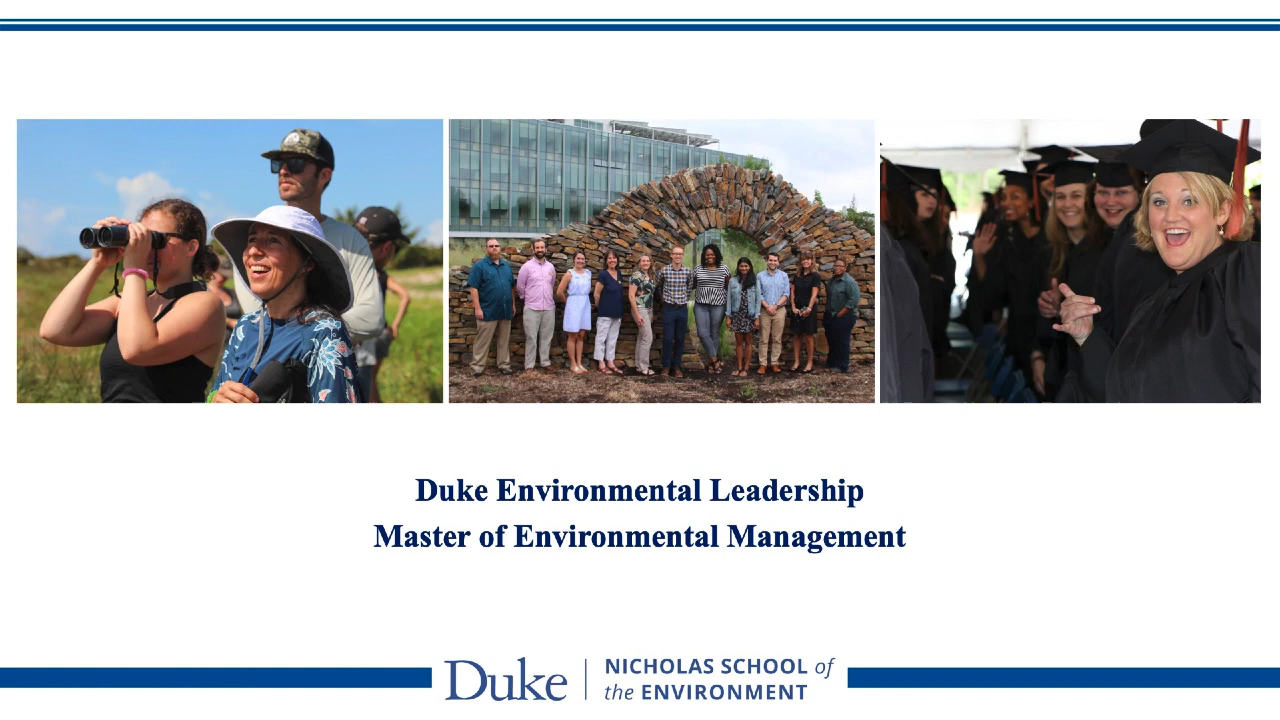 Duke Environmental Leadership
Master of Environmental Management
Duke
NICHOLAS SCHOOL of
the ENVIRONMENT